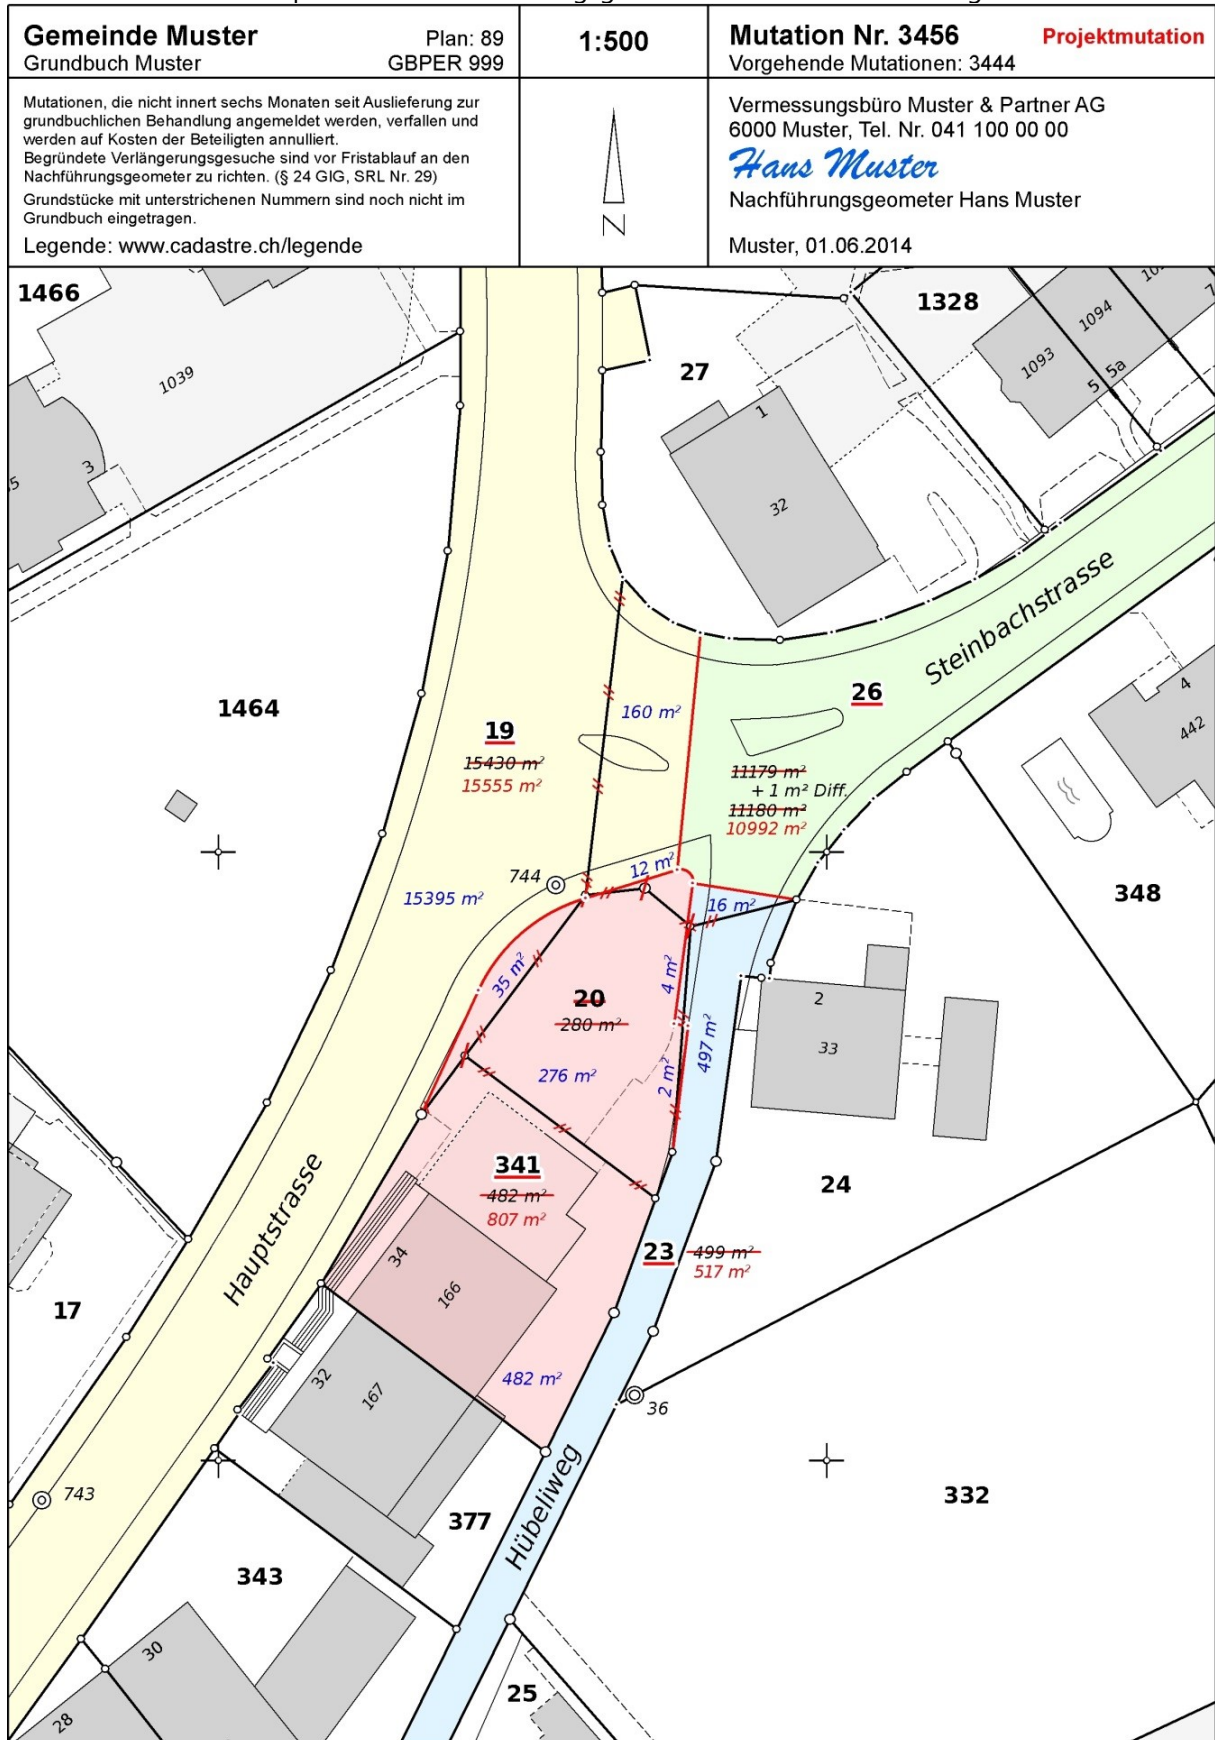 Gemeinde Muster
Plan: 89
Grundbuch Muster
GBPER 999
1:500
Mutation Nr. 3456
Projektmutation
Vorgehende Mutationen: 3444
Mutationen, die nicht innert sechs Monaten seit Auslieferung zur
grundbuchlichen Behandlung angemeldet werden, verfallen und
werden auf Kosten der Beteiligten annulliert.
Begründete Verlängerungsgesuche sind vor Fristablauf an den
Nachführungsgeometer zu richten. (§ 24 GIG, SRL Nr. 29)
Grundstücke mit unterstrichenen Nummern sind noch nicht im
Grundbuch eingetragen.
Legende: www.cadastre.ch/legende
N
Vermessungsbüro Muster & Partner AG
6000 Muster, Tel. Nr. 041 100 00 00
Hans Muster
Nachführungsgeometer Hans Muster
Muster, 01.06.2014
1466
1039
3
27
1328
1093
1094
5
5a
7
1
32
Steinbachstrasse
1464
19
15430 m²
15555 m²
160 m²
26
11179 m²
+ 1 m² Diff.
11180 m²
10992 m²
4
442
744
15395 m²
12 m²
16 m²
348
35 m²
20
280 m²
276 m²
4 m²
2 m²
497 m²
2
33
341
482 m²
807 m²
24
23
499 m²
517 m²
Hauptstrasse
17
34
166
32
167
482 m²
36
743
377
Hübeliweg
332
343
30
28
25